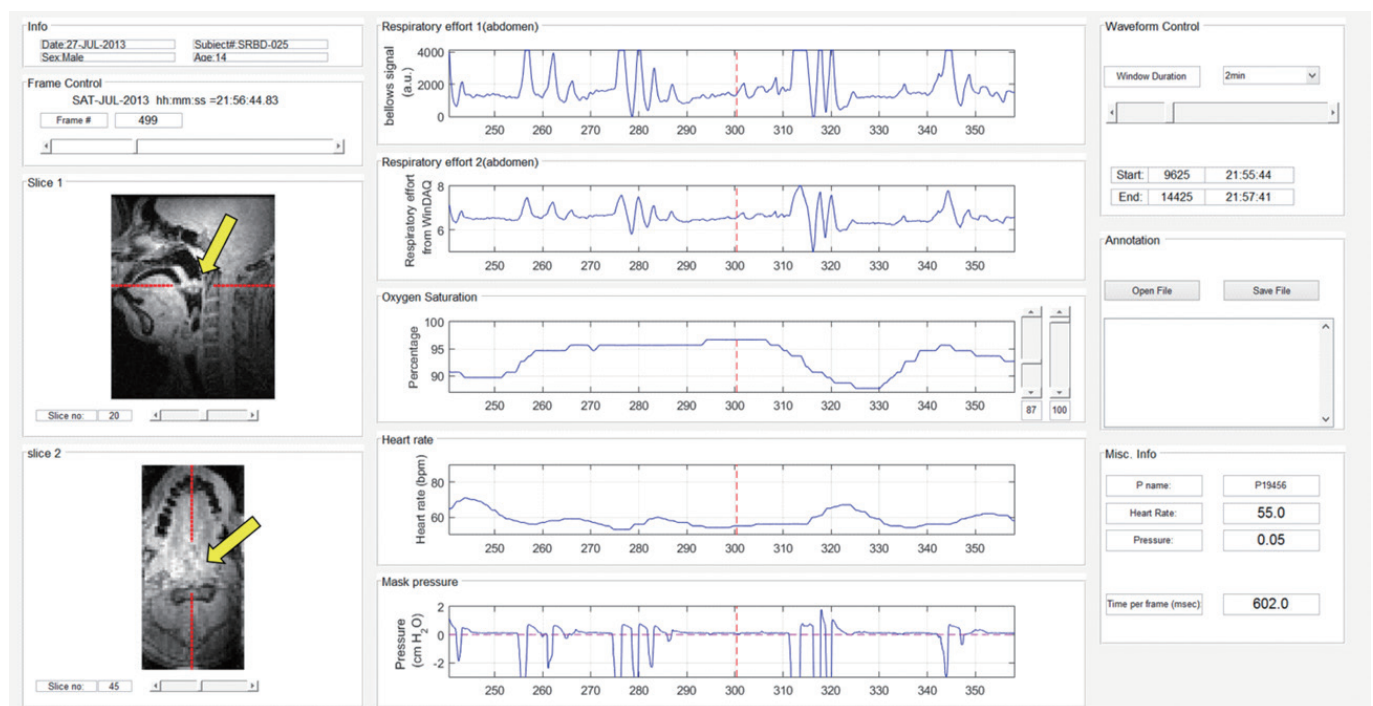 Info
Date:27-JUL-2013
Subject#:SRBD-025
Sex:Male
Age:14
Frame Control
SAT-JUL-2013 hh:mm:ss =21:56:44.83
Frame # 499
Slice 1
Slice no: 20
slice 2
Slice no: 45
Respiratory effort 1(abdomen)
bellows signal
(a.u.)
4000
2000
0
250 260 270 280 290 300 310 320 330 340 350
Respiratory effort 2(abdomen)
Respiratory effort
from WinDAQ
8
6
250 260 270 280 290 300 310 320 330 340 350
Oxygen Saturation
Percentage
100
95
90
250 260 270 280 290 300 310 320 330 340 350
87 100
Heart rate
Heart rate (bpm)
80
60
250 260 270 280 290 300 310 320 330 340 350
Mask pressure
Pressure
(cm H₂O)
2
0
-2
250 260 270 280 290 300 310 320 330 340 350
Waveform Control
Window Duration 2min
Start: 9625 21:55:44
End: 14425 21:57:41
Annotation
Open File Save File
Misc. Info
P name: P19456
Heart Rate: 55.0
Pressure: 0.05
Time per frame (msec): 602.0